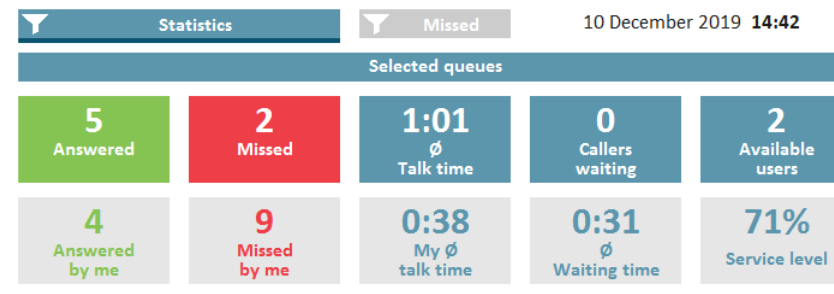 Statistics
Missed
10 December 2019 14:42
Selected queues
5
Answered
2
Missed
1:01
Ø
Talk time
0
Callers
waiting
2
Available
users
4
Answered
by me
9
Missed
by me
0:38
My Ø
talk time
0:31
Ø
Waiting time
71%
Service level